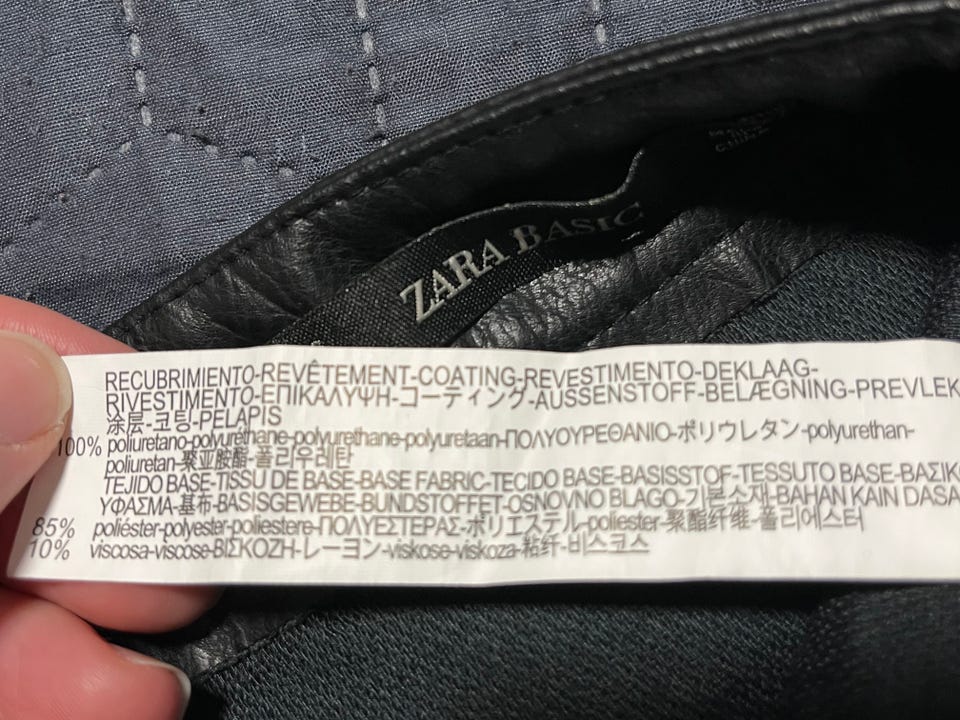 ZARA BASIC
RECUBRIMIENTO-REVÊTEMENT-COATING-REVESTIMENTO-DEKLAAG-
RIVESTIMENTO-ΕΠΙΚΑΛΥΨΗ-コーティング-AUSSENSTOFF-BELÆGNING-PREVLEK
涂层-코팅-PELAPIS
100% poliuretano-polyuréthane-polyurethane-polyuretaan-ΠΟΛΥΟΥΡΕΘΑΝΙΟ-ポリウレタン-polyurethan-
poliuretan-聚亚胺酯-폴리우레탄
TEJIDO BASE-TISSU DE BASE-BASE FABRIC-TECIDO BASE-BASISSTOF-TESSUTO BASE-ΒΑΣΙΚ
ΥΦΑΣΜΑ-基布-BASISGEWEBE-BUNDSTOFFET-OSNOVNO BLAGO-기본소재-BAHAN KAIN DASA
85% poliéster-polyester-poliestere-ΠΟΛΥΕΣΤΕΡΑΣ-ポリエステル-poliester-聚酯纤维-폴리에스터
10% viscosa-viscose-ΒΙΣΚΟΖΗ-レーヨン-viskose-viskoza-粘纤-비스코스